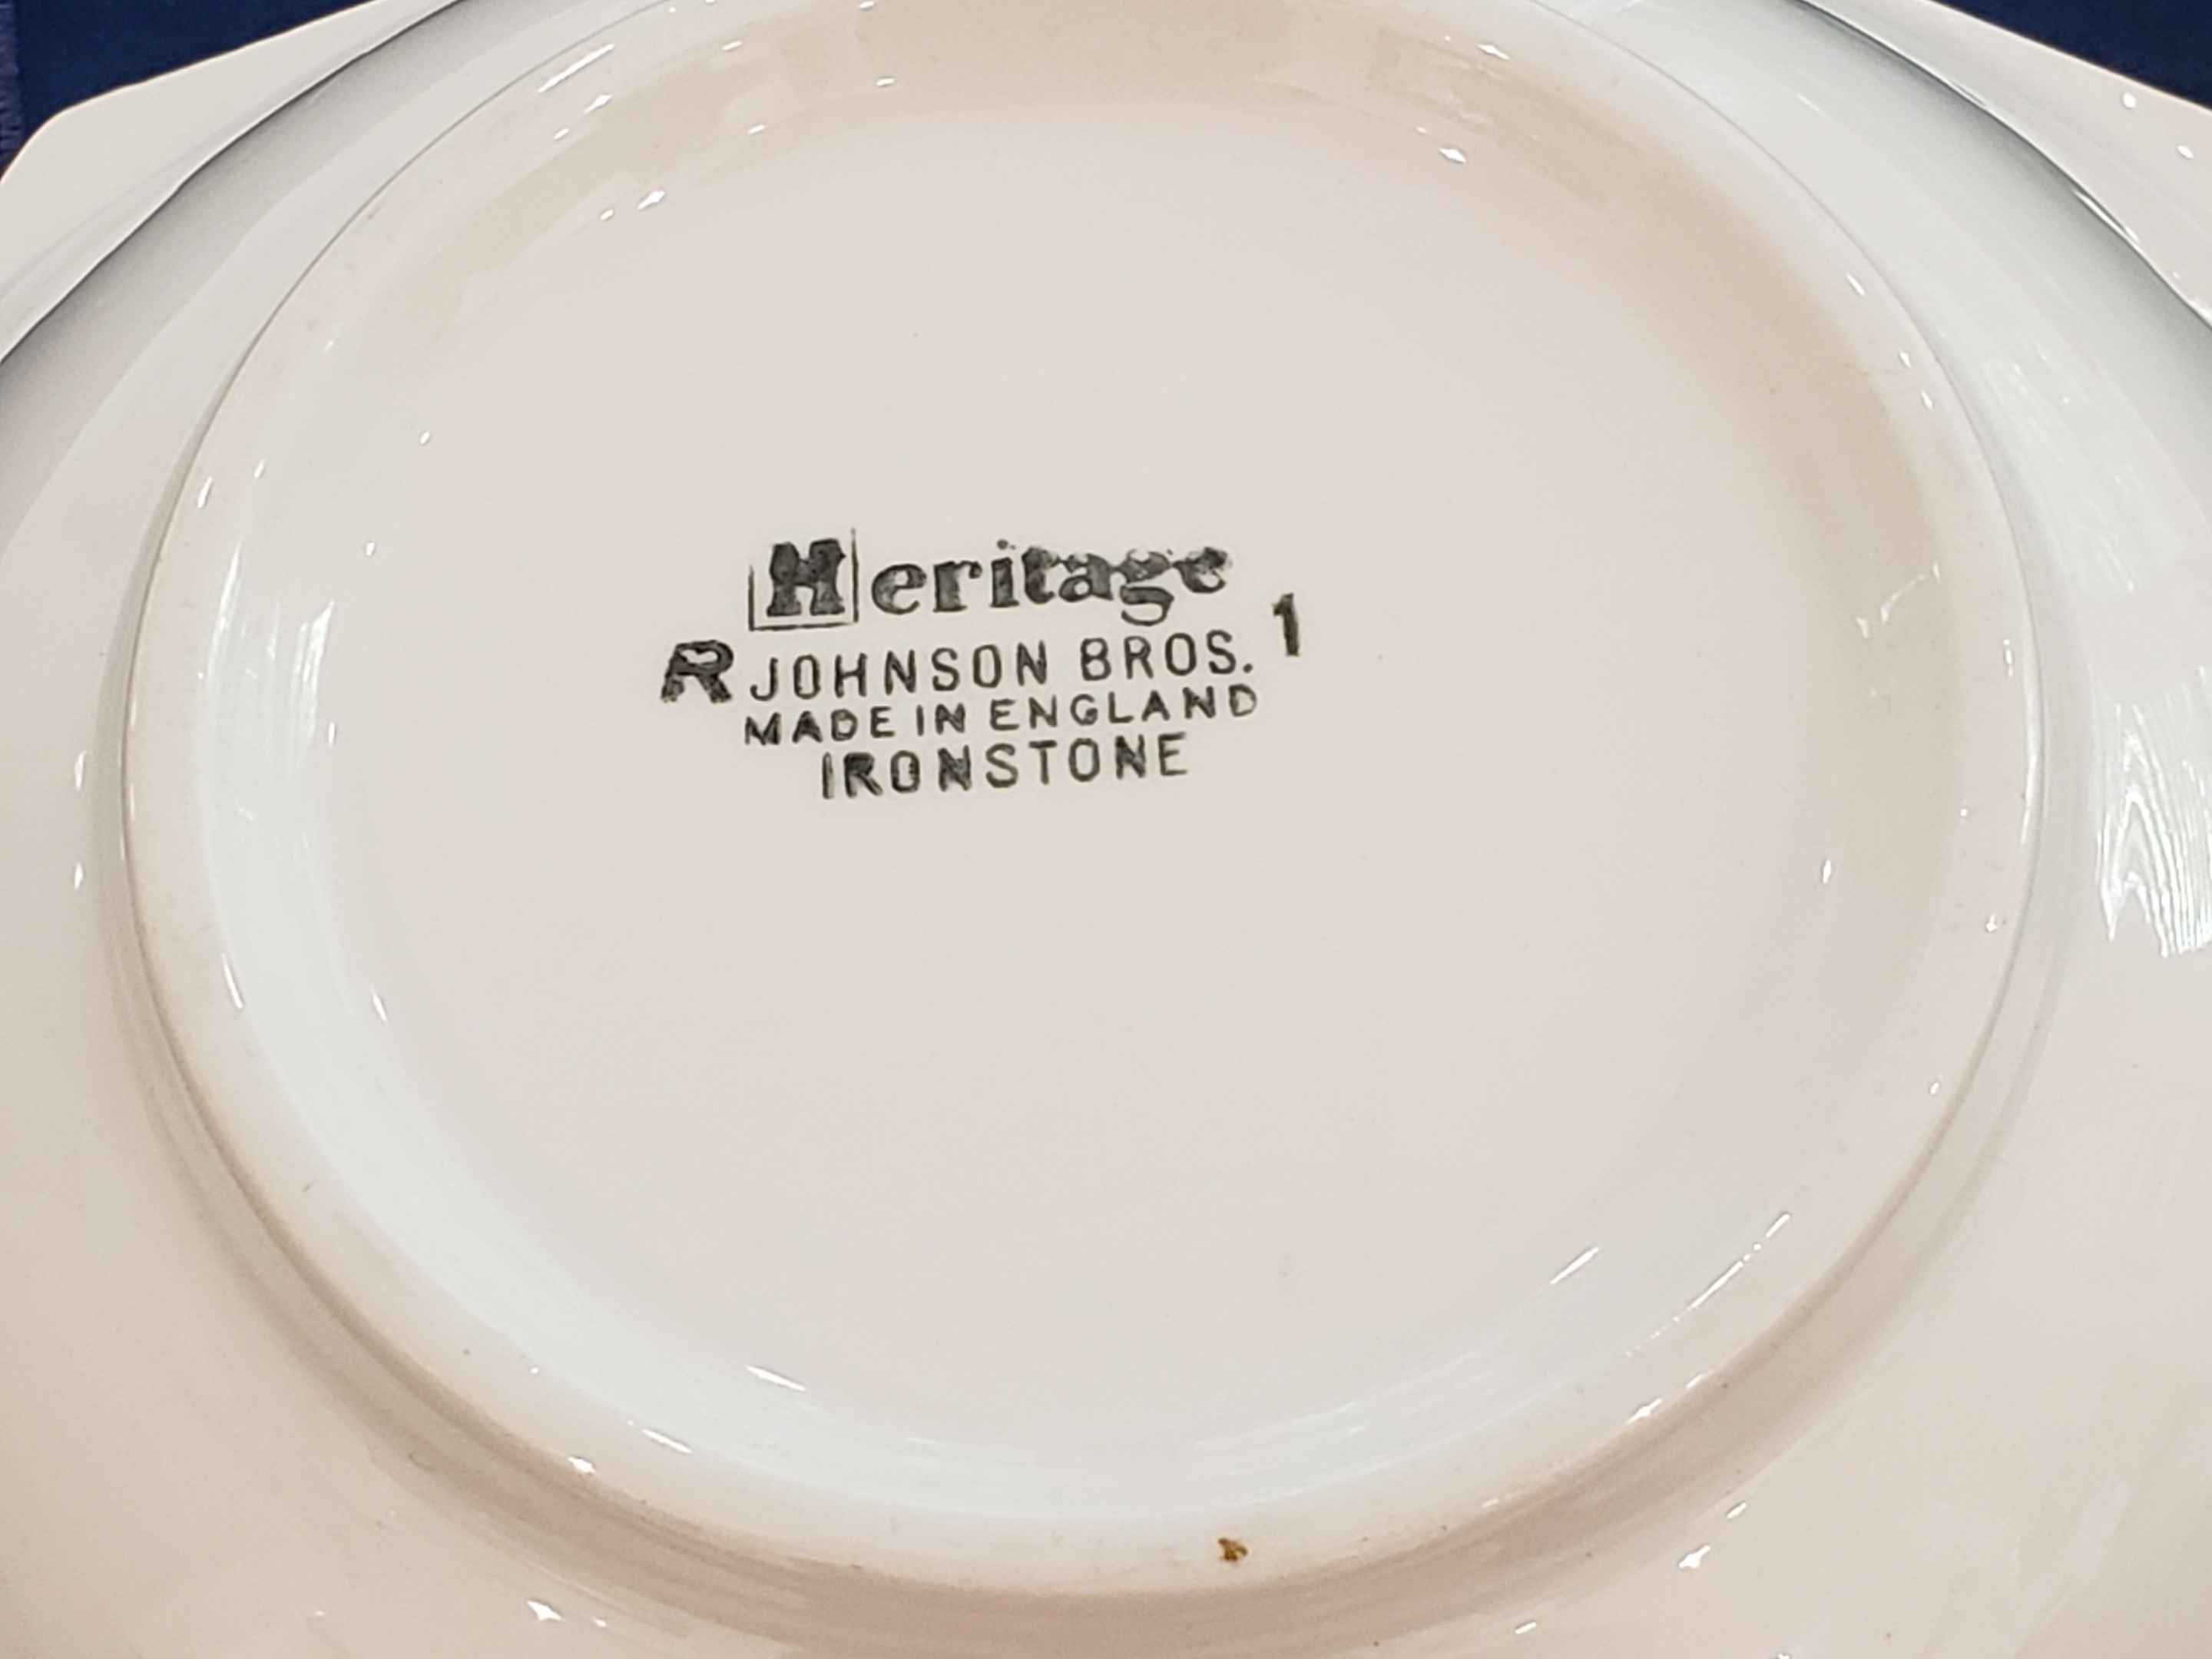 Heritage
R JOHNSON BROS. 1
MADE IN ENGLAND
IRONSTONE